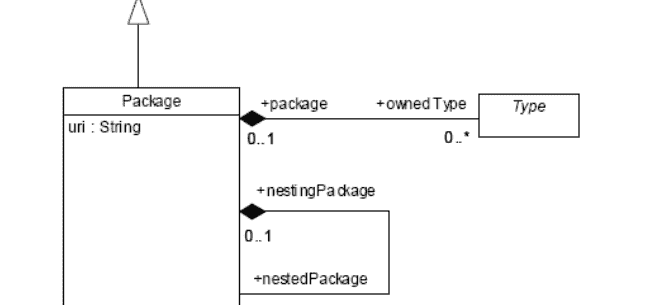 Package
uri : String
+package
+ownedType
Type
0..1
0..*
+nestingPackage
0..1
+nestedPackage